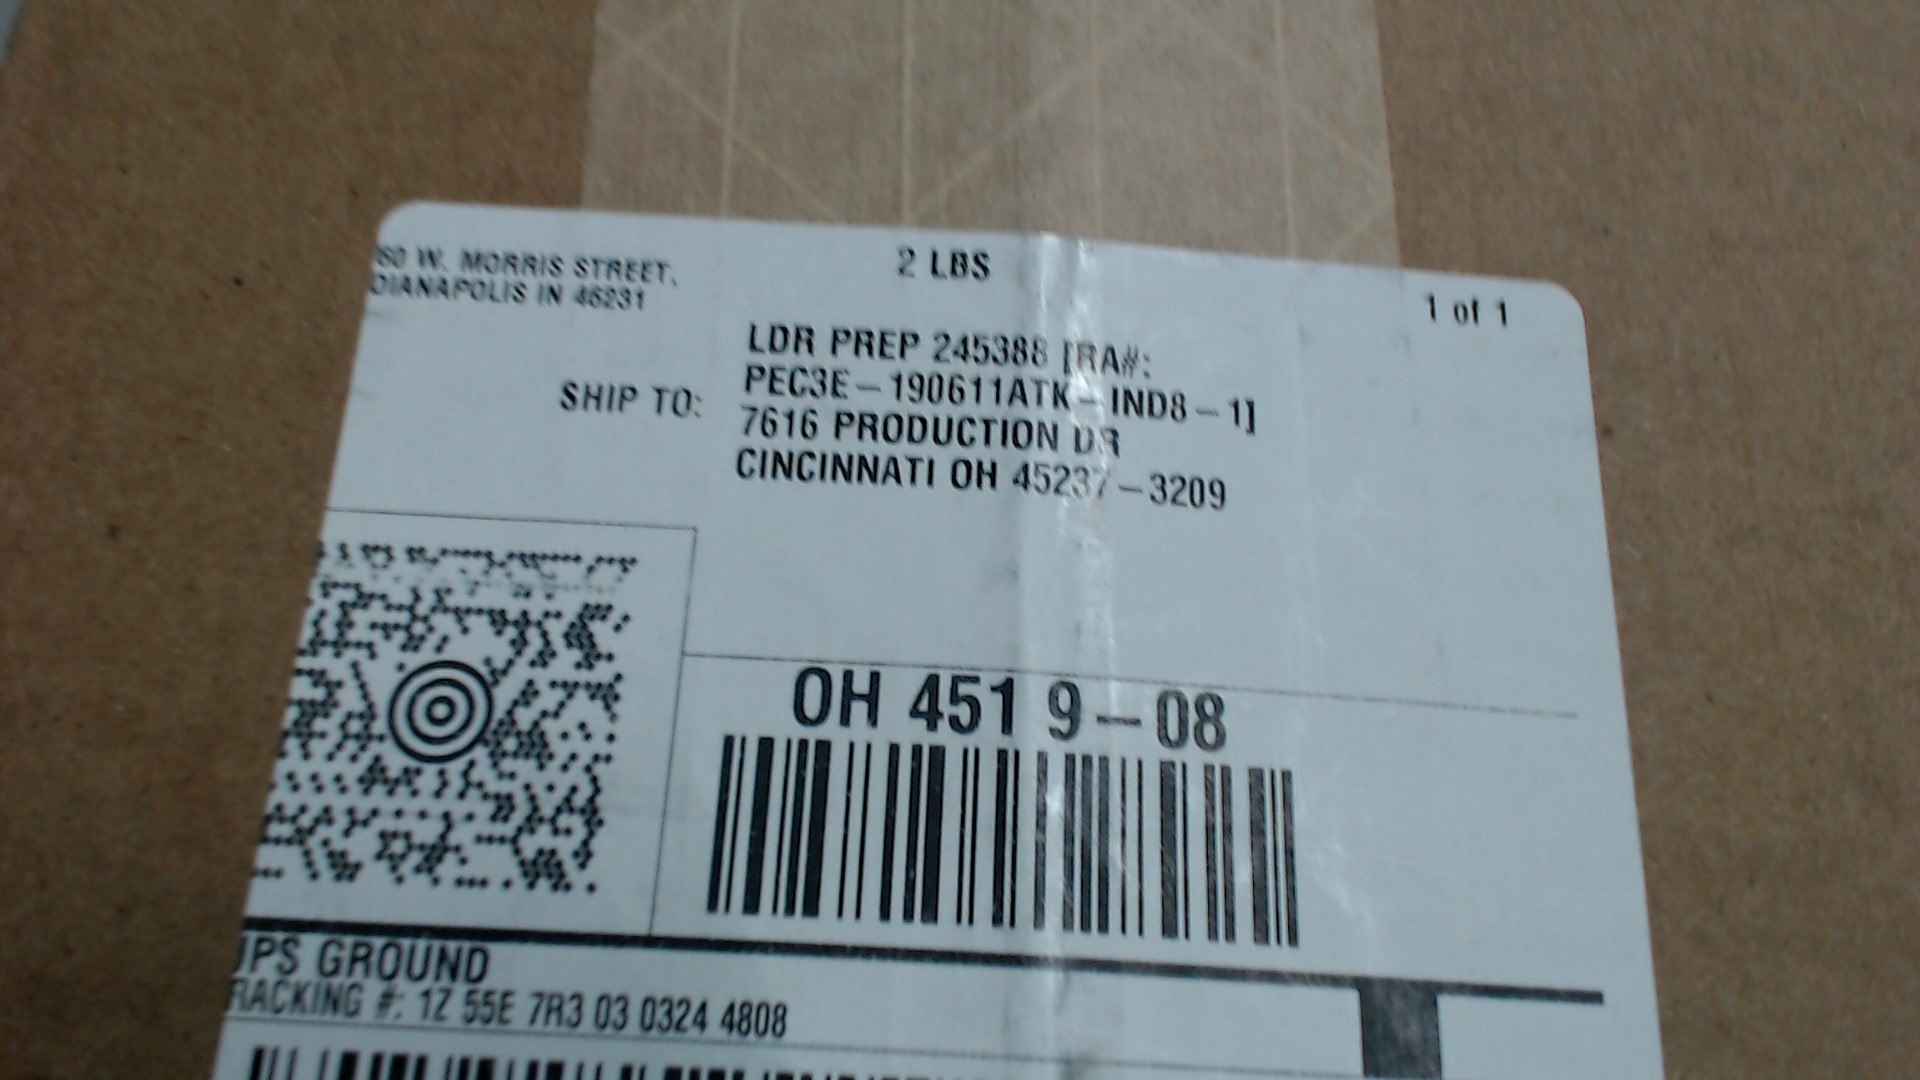 60 W. MORRIS STREET,
DIANAPOLIS IN 46231
2 LBS
1 of 1
SHIP TO:
LDR PREP 245388 [RA#:
PEC3E-190611ATK-IND8-1]
7616 PRODUCTION DR
CINCINNATI OH 45237-3209
OH 451 9-08
UPS GROUND
RACKING #: 1Z 55E 7R3 03 0324 4808